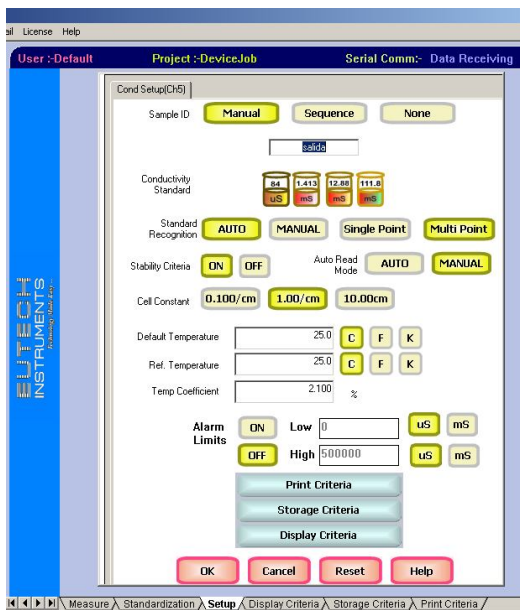 ail License Help
User :-Default Project :-DeviceJob Serial Comm:- Data Receiving
Cond Setup(Ch5)
Sample ID Manual Sequence None
salida
Conductivity Standard 84 uS 1.413 mS 12.88 mS 111.8 mS
Standard Recognition AUTO MANUAL Single Point Multi Point
Stability Criteria ON OFF Auto Read Mode AUTO MANUAL
Cell Constant 0.100/cm 1.00/cm 10.00cm
Default Temperature 25.0 C F K
Ref. Temperature 25.0 C F K
Temp Coefficient 2.100 %
Alarm Limits ON Low 0 uS mS
OFF High 500000 uS mS
Print Criteria
Storage Criteria
Display Criteria
OK Cancel Reset Help
EUTECH
INSTRUMENTS
Technology Made Easy...
Measure Standardization Setup Display Criteria Storage Criteria Print Criteria